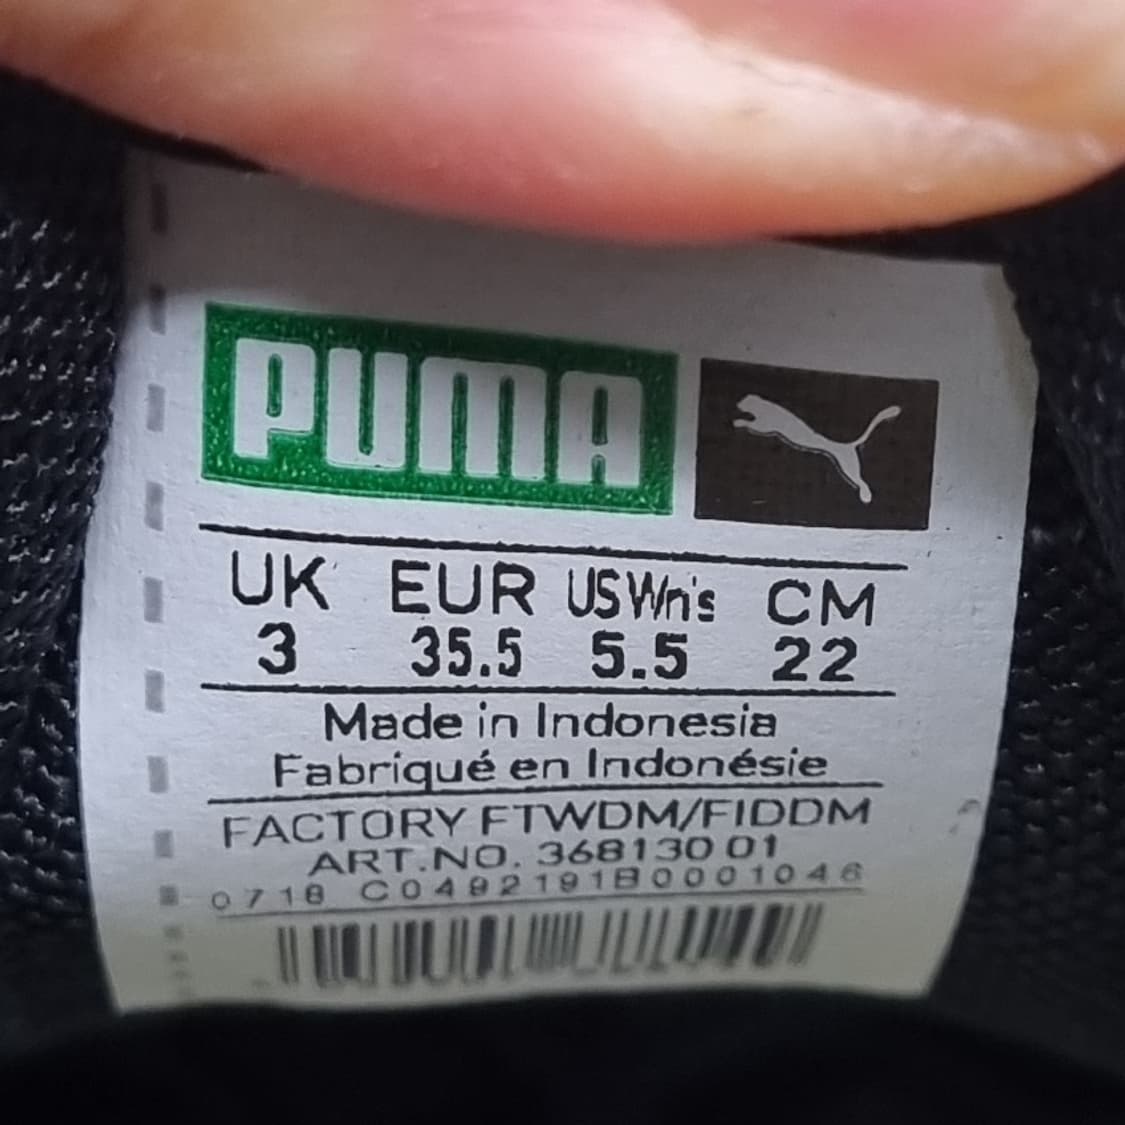 PUMA
UK EUR US Wn's CM
3 35.5 5.5 22
Made in Indonesia
Fabriqué en Indonésie
FACTORY FTWDM/FIDDM
ART.NO. 368130 01
0718 C0492191B0001046